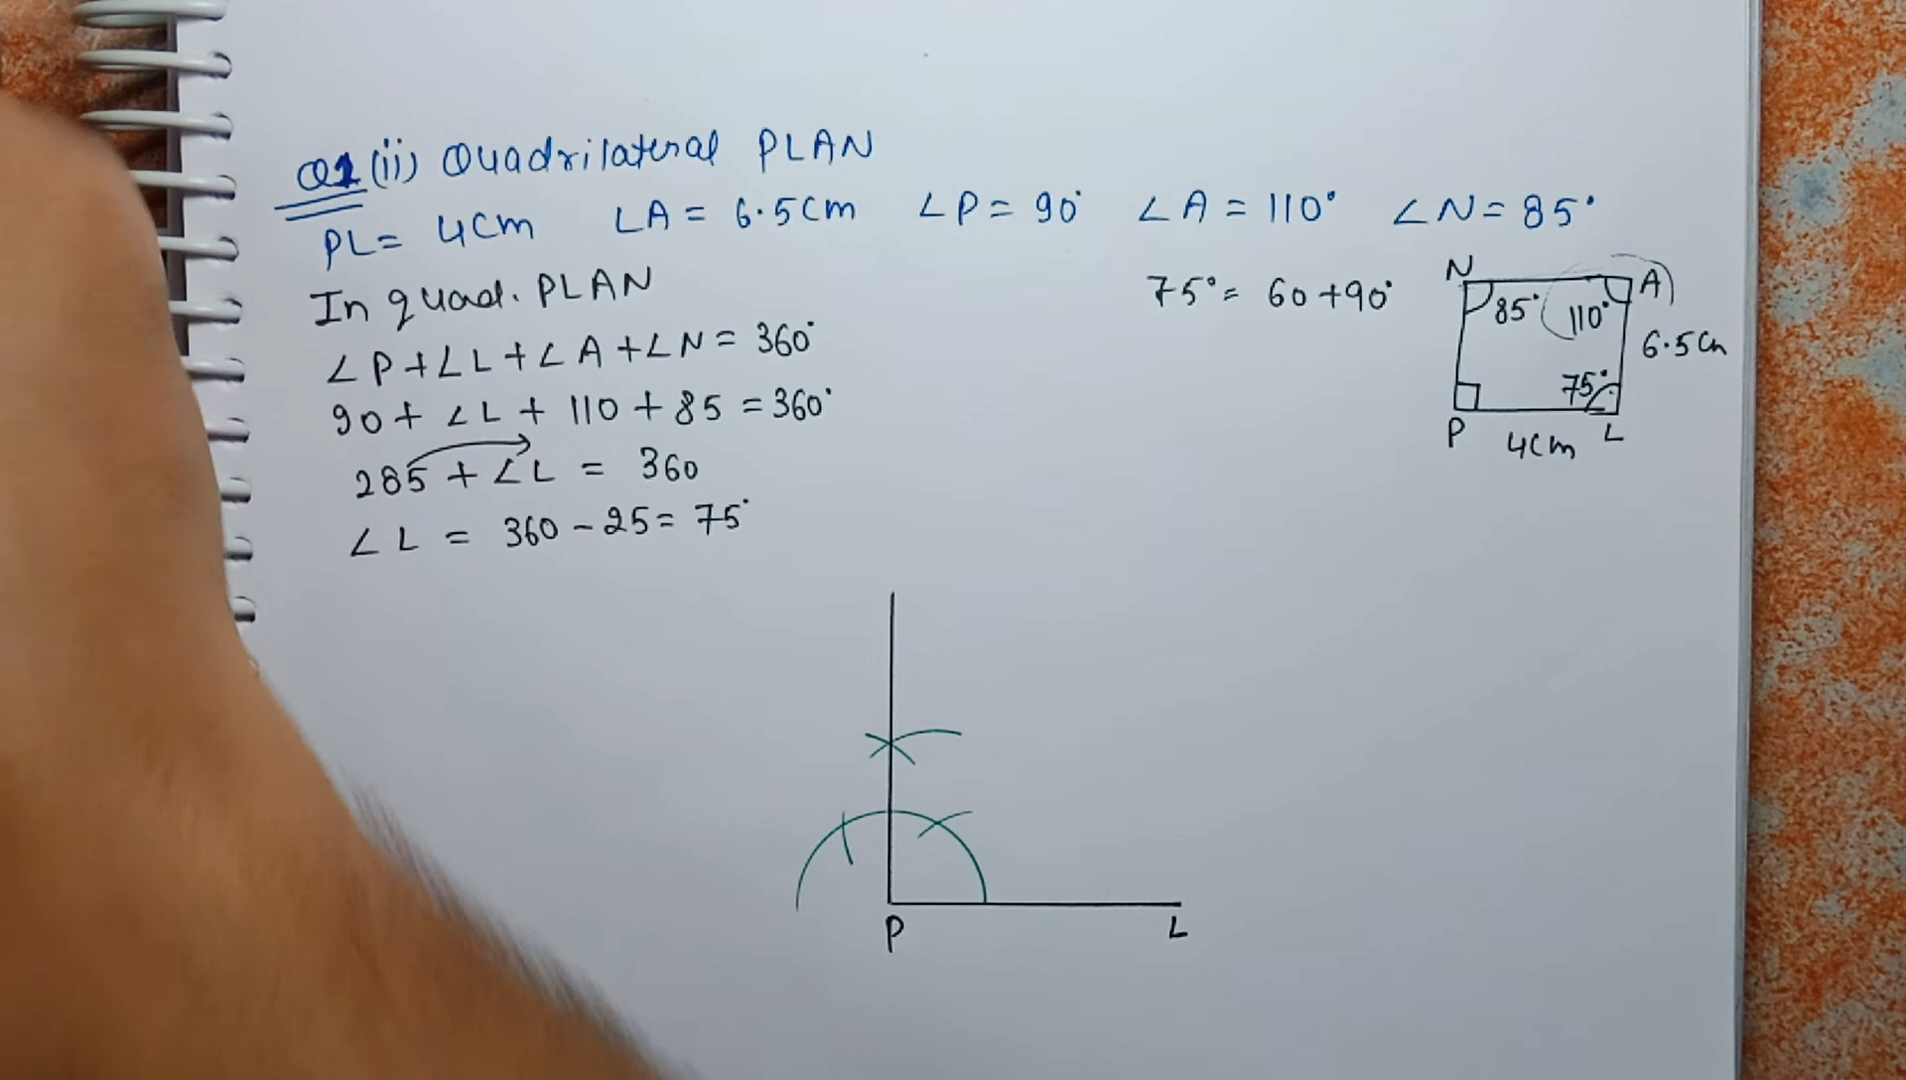 Q1 (ii) Quadrilateral PLAN
PL = 4cm LA = 6.5cm ∠P = 90° ∠A = 110° ∠N = 85°
In quad. PLAN
∠P + ∠L + ∠A + ∠N = 360°
90 + ∠L + 110 + 85 = 360°
285 + ∠L = 360
∠L = 360 - 25 = 75°
75° = 60 + 90°
N A
85° 110°
6.5cm
75°
P 4cm L
P L